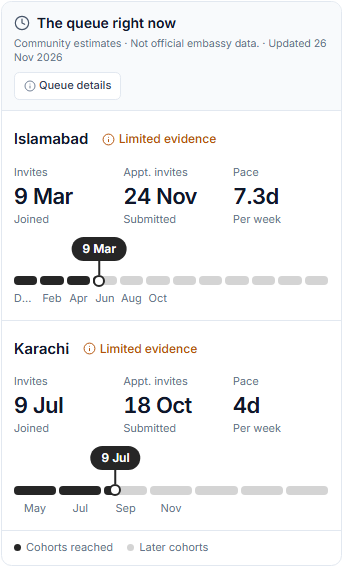 The queue right now
Community estimates · Not official embassy data. · Updated 26
Nov 2026
Queue details
Islamabad Limited evidence
Invites Appt. invites Pace
9 Mar 24 Nov 7.3d
Joined Submitted Per week
9 Mar
D... Feb Apr Jun Aug Oct
Karachi Limited evidence
Invites Appt. invites Pace
9 Jul 18 Oct 4d
Joined Submitted Per week
9 Jul
May Jul Sep Nov
Cohorts reached Later cohorts